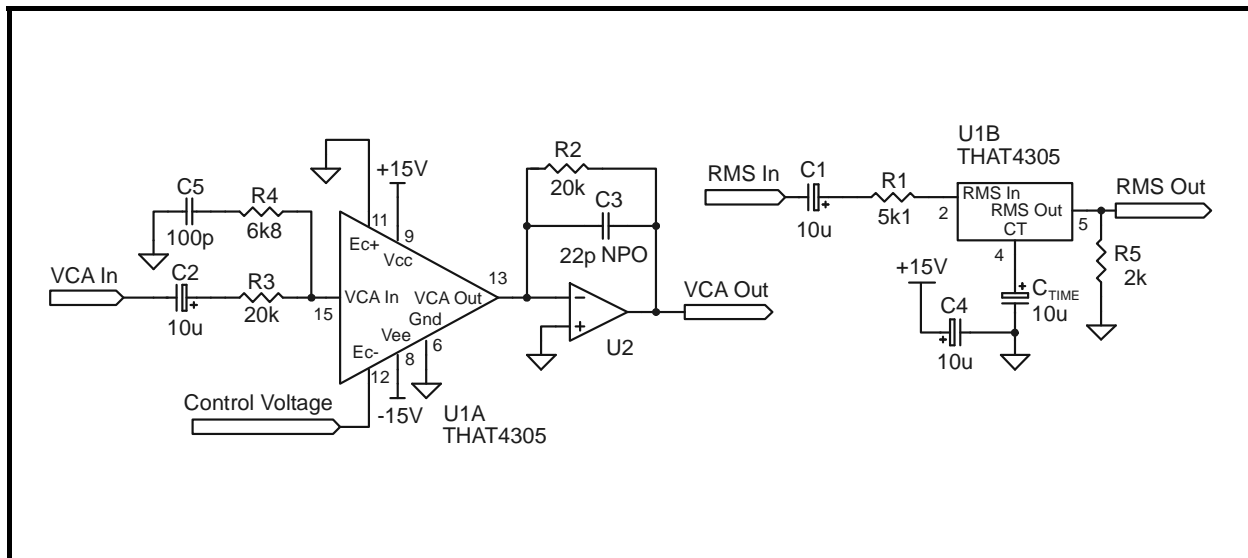 VCA In
C5
100p
R4
6k8
C2
+
10u
R3
20k
15
+15V
11
Ec+
9
Vcc
VCA In
VCA Out
Gnd
Vee
6
Ec-
8
12
-15V
Control Voltage
U1A
THAT4305
13
R2
20k
C3
22p NPO
−
+
U2
VCA Out
RMS In
C1
+
10u
R1
5k1
2
U1B
THAT4305
RMS In
RMS Out
CT
5
4
RMS Out
R5
2k
+15V
C4
+
10u
+
CTIME
10u